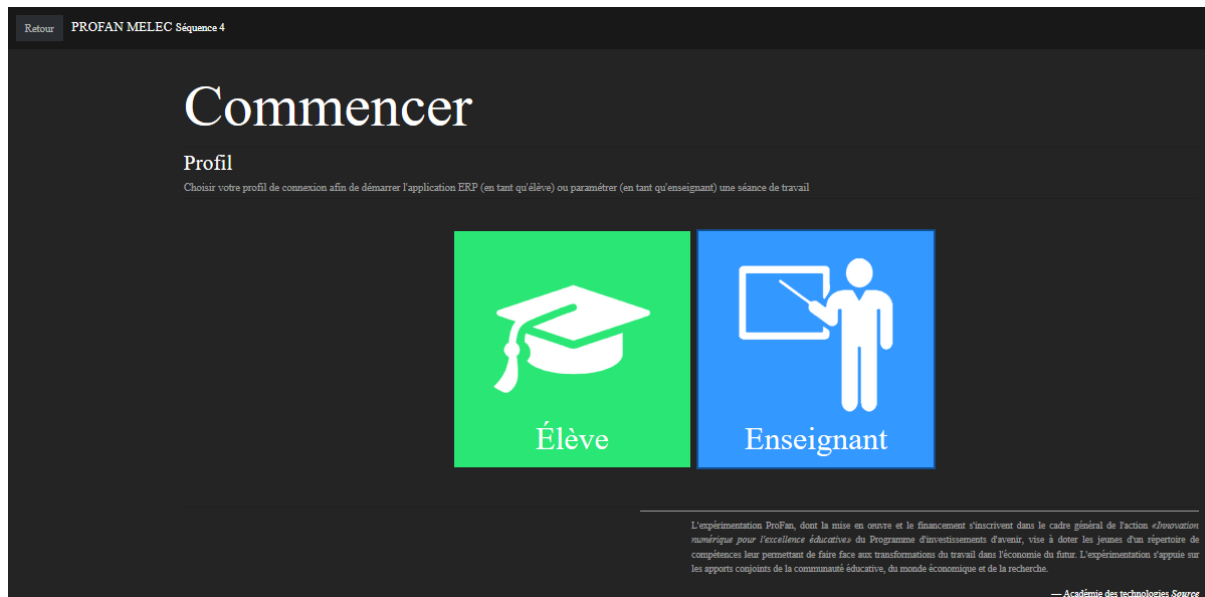 Retour PROFAN MELEC Séquence 4
Commencer
Profil
Choisir votre profil de connexion afin de démarrer l'application ERP (en tant qu'élève) ou paramétrer (en tant qu'enseignant) une séance de travail
Élève
Enseignant
L'expérimentation ProFan, dont la mise en œuvre et le financement s'inscrivent dans le cadre général de l'action «Innovation
numérique pour l'excellence éducative» du Programme d'investissements d'avenir, vise à doter les jeunes d'un répertoire de
compétences leur permettant de faire face aux transformations du travail dans l'économie du futur. L'expérimentation s'appuie sur
les apports conjoints de la communauté éducative, du monde économique et de la recherche.
— Académie des technologies Source